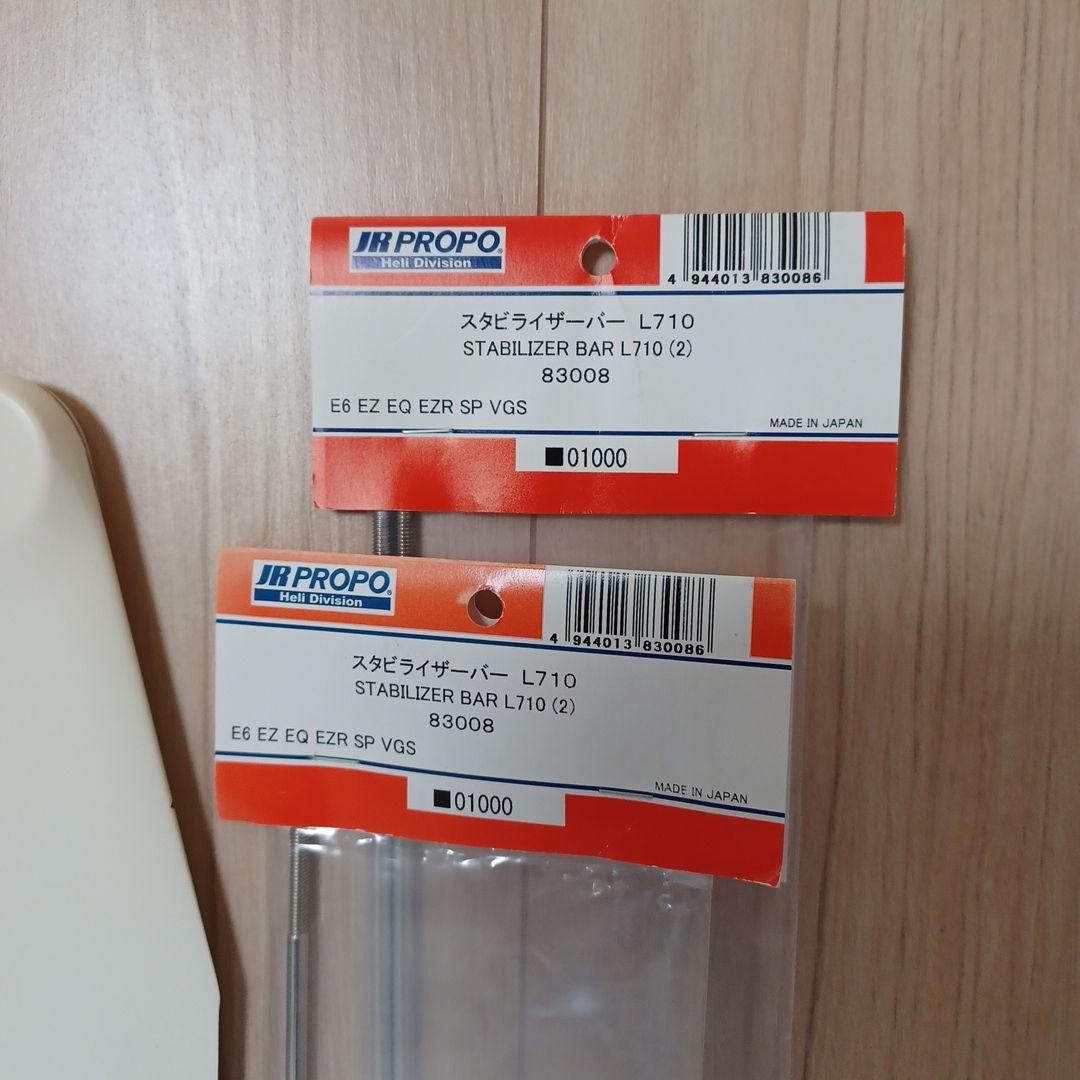 JR PROPO®
Heli Division
4 944013 830086
スタビライザーバー L710
STABILIZER BAR L710 (2)
83008
E6 EZ EQ EZR SP VGS
MADE IN JAPAN
■01000
JR PROPO®
Heli Division
4 944013 830086
スタビライザーバー L710
STABILIZER BAR L710 (2)
83008
E6 EZ EQ EZR SP VGS
MADE IN JAPAN
■01000